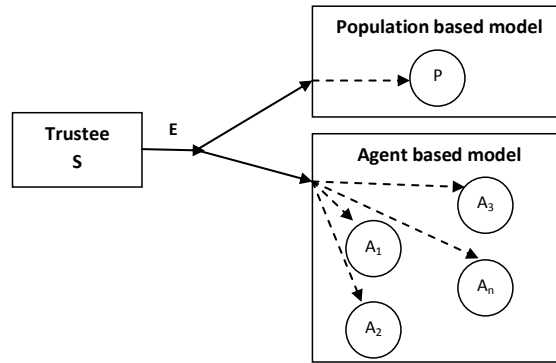 Population based model
P
Trustee
S
E
Agent based model
A₃
A₁
Aₙ
A₂